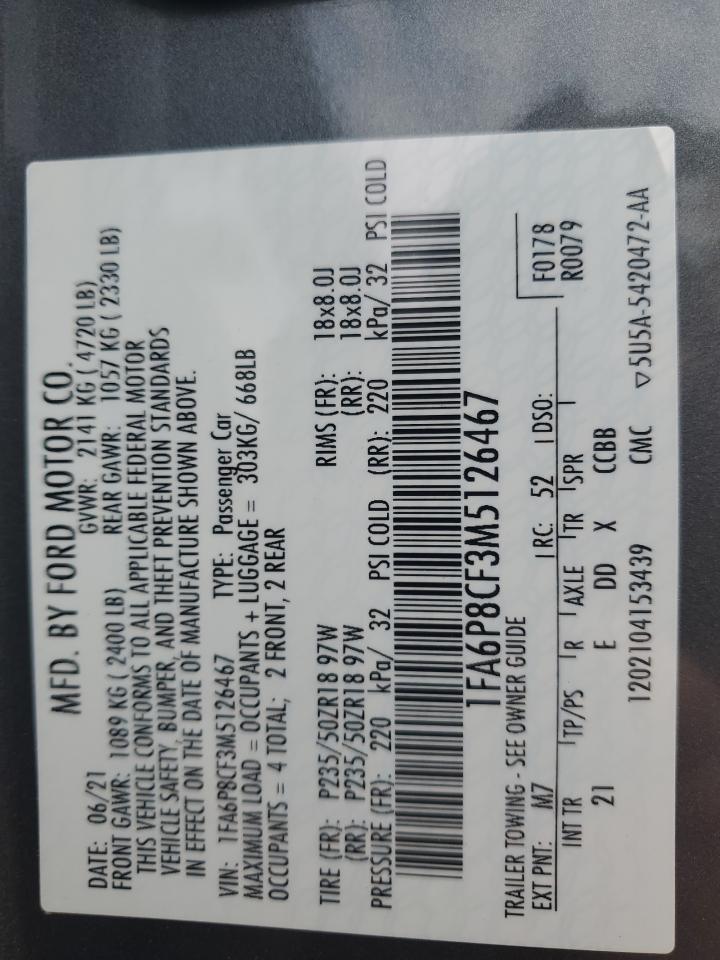 MFD. BY FORD MOTOR CO.
DATE: 06/21 GVWR: 2141 KG ( 4720 LB)
FRONT GAWR: 1089 KG ( 2400 LB) REAR GAWR: 1057 KG ( 2330 LB)
THIS VEHICLE CONFORMS TO ALL APPLICABLE FEDERAL MOTOR
VEHICLE SAFETY, BUMPER, AND THEFT PREVENTION STANDARDS
IN EFFECT ON THE DATE OF MANUFACTURE SHOWN ABOVE.
VIN: 1FA6P8CF3M5126467 TYPE: Passenger Car
MAXIMUM LOAD = OCCUPANTS + LUGGAGE = 303KG/ 668LB
OCCUPANTS = 4 TOTAL; 2 FRONT, 2 REAR
TIRE (FR): P235/50ZR18 97W RIMS (FR): 18x8.0J
(RR): P235/50ZR18 97W (RR): 18x8.0J
PRESSURE (FR): 220 kPa/ 32 PSI COLD (RR): 220 kPa/ 32 PSI COLD
1FA6P8CF3M5126467
TRAILER TOWING - SEE OWNER GUIDE
EXT PNT: M7 RC: 52 DSO: F0178
R0079
INT TR TP/PS R AXLE TR SPR
21 E DD X CCBB
1202104153439 CMC ▽5U5A-5420472-AA